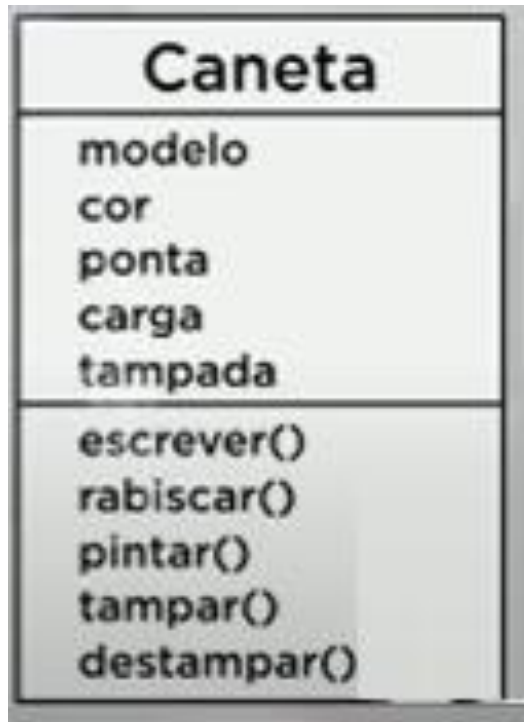 Caneta
modelo
cor
ponta
carga
tampada
escrever()
rabiscar()
pintar()
tampar()
destampar()